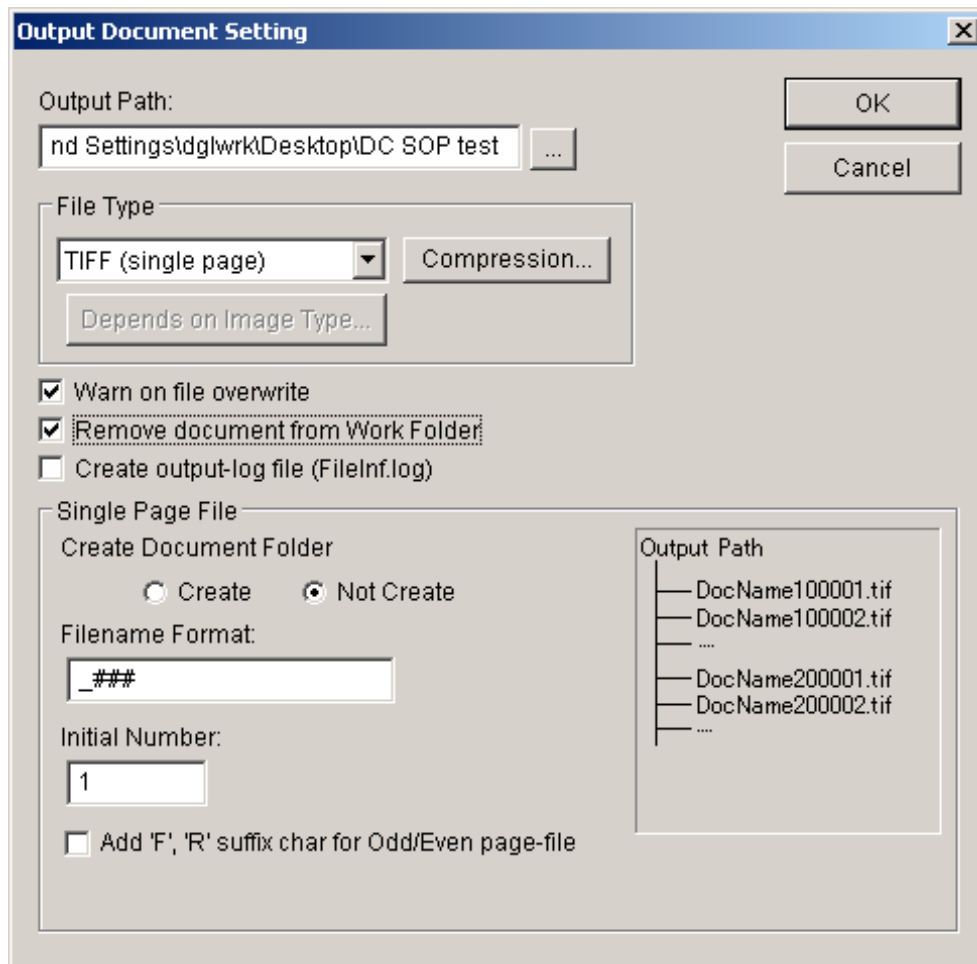 Output Document Setting
Output Path:
OK
nd Settings\dglwrk\Desktop\DC SOP test
...
Cancel
File Type
TIFF (single page)
Compression...
Depends on Image Type...
Warn on file overwrite
Remove document from Work Folder
Create output-log file (FileInf.log)
Single Page File
Create Document Folder
Create
Not Create
Filename Format:
_###
Initial Number:
1
Add 'F', 'R' suffix char for Odd/Even page-file
Output Path
DocName100001.tif
DocName100002.tif
....
DocName200001.tif
DocName200002.tif
....